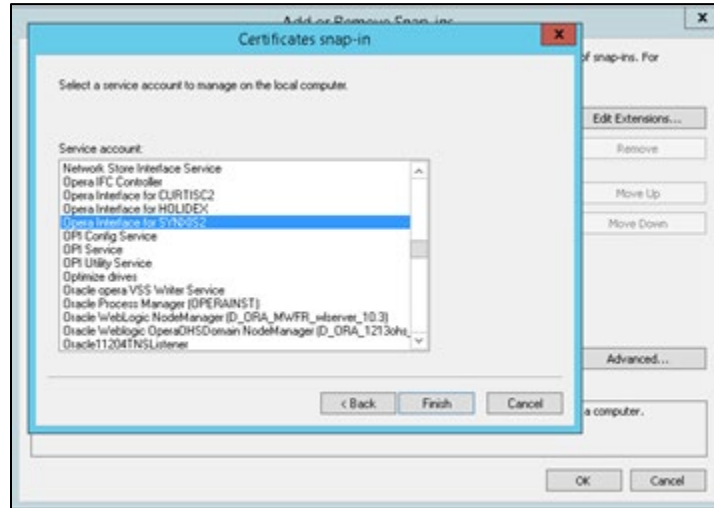 Add or Remove Snap-ins
x
Certificates snap-in
x
of snap-ins. For
Select a service account to manage on the local computer.
Edit Extensions...
Service account:
Remove
Network Store Interface Service
Opera IFC Controller
Opera Interface for CURTISC2
Move Up
Opera Interface for HOLIDEX
Opera Interface for SYNXIS2
Move Down
OPI Config Service
OPI Service
OPI Utility Service
Optimize drives
Oracle opera VSS Writer Service
Oracle Process Manager (OPERAINST)
Oracle WebLogic NodeManager (D_ORA_MWFR_wlserver_10.3)
Oracle Weblogic OperaOHSDomain NodeManager (D_ORA_1213ohs_
Oracle11204TNSListener
Advanced...
< Back
Finish
Cancel
a computer.
OK
Cancel